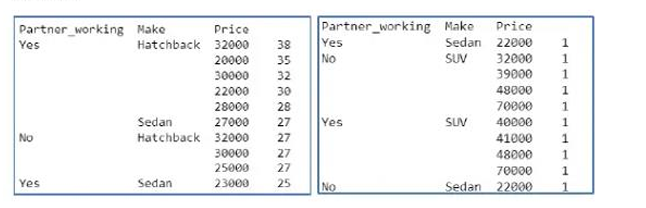 Partner_working Make Price
Yes Hatchback 32000 38
20000 35
30000 32
22000 30
28000 28
Sedan 27000 27
No Hatchback 32000 27
30000 27
25000 27
Yes Sedan 23000 25
Partner_working Make Price
Yes Sedan 22000 1
No SUV 32000 1
39000 1
48000 1
70000 1
Yes SUV 40000 1
41000 1
48000 1
70000 1
No Sedan 22000 1